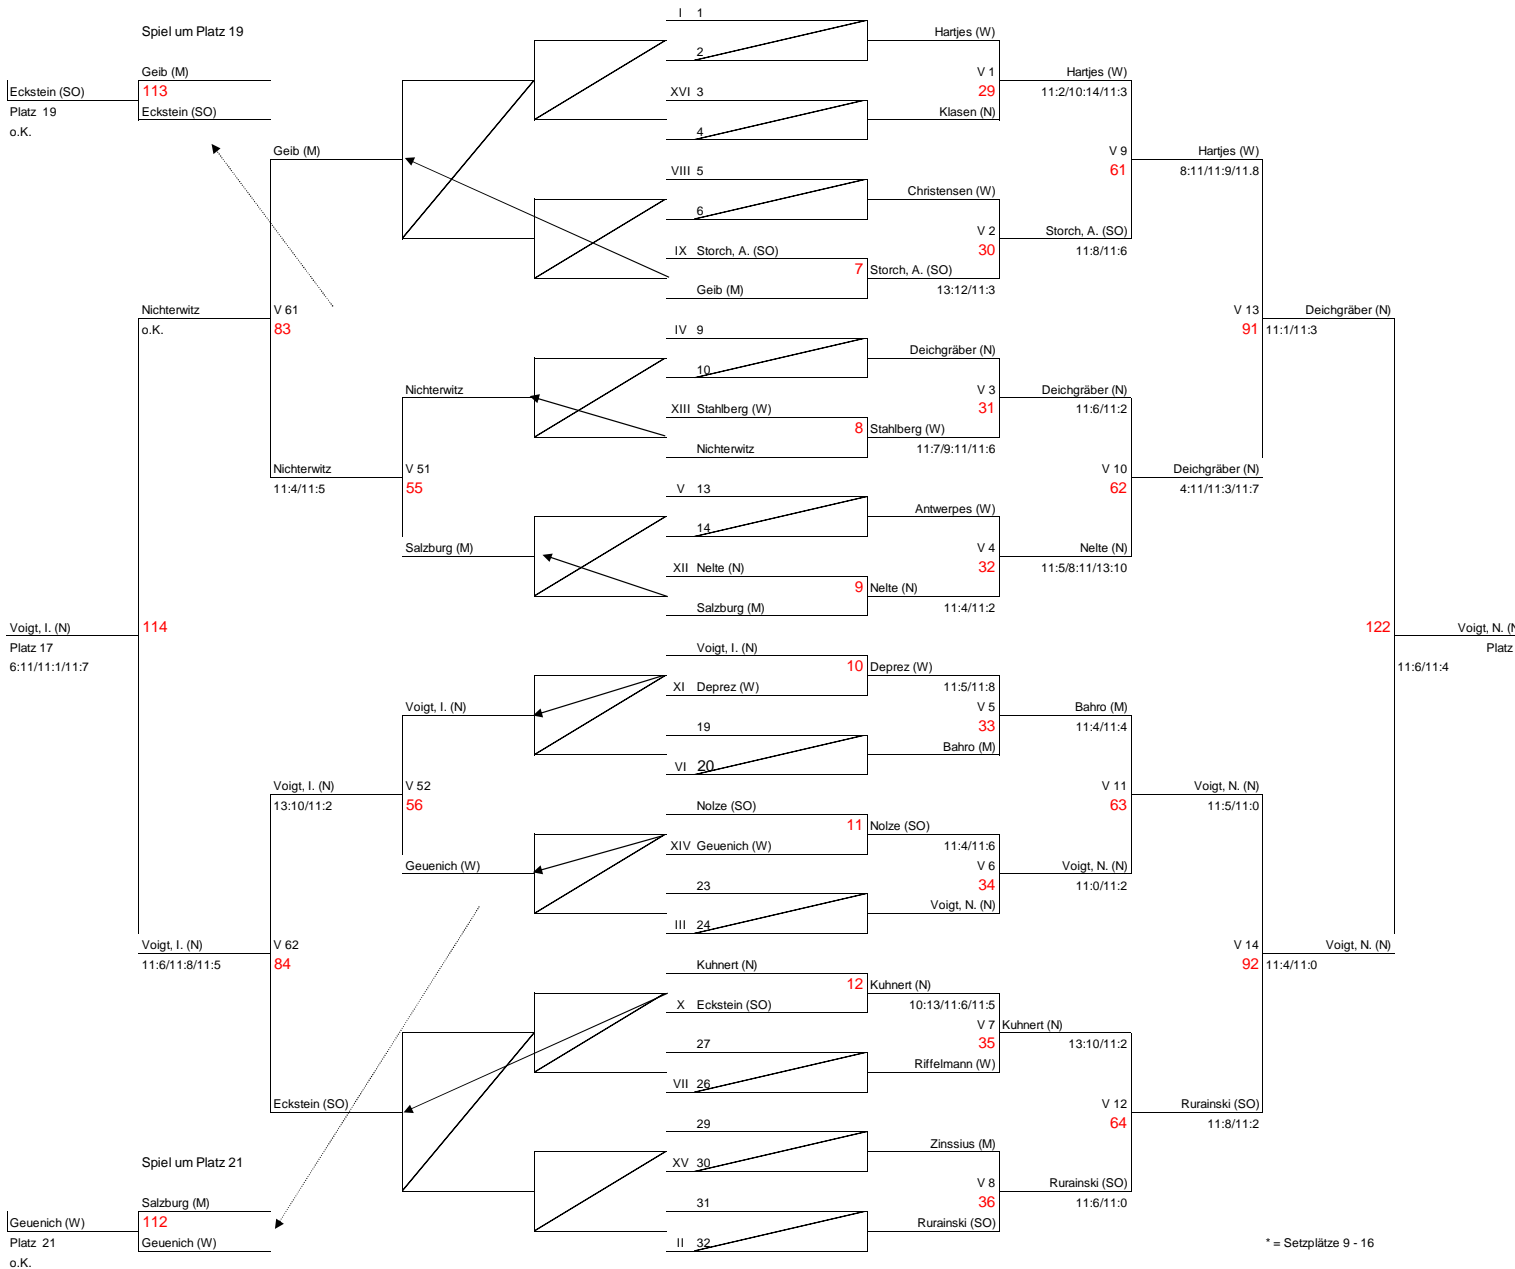 I 1
Spiel um Platz 19
Hartjes (W)
2
Geib (M)
V 1
Hartjes (W)
Eckstein (SO)
113
XVI 3
29
11:2/10:14/11:3
Platz 19
Eckstein (SO)
Klasen (N)
o.K.
4
Geib (M)
V 9
Hartjes (W)
VIII 5
61
8:11/11:9/11.8
Christensen (W)
6
V 2
Storch, A. (SO)
IX Storch, A. (SO)
30
11:8/11:6
7
Storch, A. (SO)
Geib (M)
13:12/11:3
Nichterwitz
V 61
V 13
Deichgräber (N)
o.K.
83
IV 9
91
11:1/11:3
Deichgräber (N)
10
Nichterwitz
V 3
Deichgräber (N)
XIII Stahlberg (W)
31
11:6/11:2
8
Stahlberg (W)
Nichterwitz
11:7/9:11/11:6
Nichterwitz
V 51
V 10
Deichgräber (N)
11:4/11:5
55
V 13
62
4:11/11:3/11:7
Antwerpes (W)
14
Salzburg (M)
V 4
Nelte (N)
XII Nelte (N)
32
11:5/8:11/13:10
9
Nelte (N)
Salzburg (M)
11:4/11:2
Voigt, I. (N)
114
122
Voigt, N. (N
Platz 17
Voigt, I. (N)
Platz
6:11/11:1/11:7
10
Deprez (W)
11:6/11:4
XI Deprez (W)
11:5/11:8
Voigt, I. (N)
V 5
Bahro (M)
19
33
11:4/11:4
Bahro (M)
VI 20
Voigt, I. (N)
V 52
V 11
Voigt, N. (N)
13:10/11:2
56
Nolze (SO)
63
11:5/11:0
11
Nolze (SO)
XIV Geuenich (W)
11:4/11:6
Geuenich (W)
V 6
Voigt, N. (N)
23
34
11:0/11:2
Voigt, N. (N)
III 24
Voigt, I. (N)
V 62
V 14
Voigt, N. (N)
11:6/11:8/11:5
84
Kuhnert (N)
92
11:4/11:0
12
Kuhnert (N)
X Eckstein (SO)
10:13/11:6/11:5
V 7
Kuhnert (N)
27
35
13:10/11:2
Riffelmann (W)
VII 26
Eckstein (SO)
V 12
Rurainski (SO)
29
64
11:8/11:2
Zinssius (M)
Spiel um Platz 21
XV 30
V 8
Rurainski (SO)
Salzburg (M)
31
36
11:6/11:0
Geuenich (W)
112
Rurainski (SO)
Platz 21
Geuenich (W)
II 32
* = Setzplätze 9 - 16
o.K.